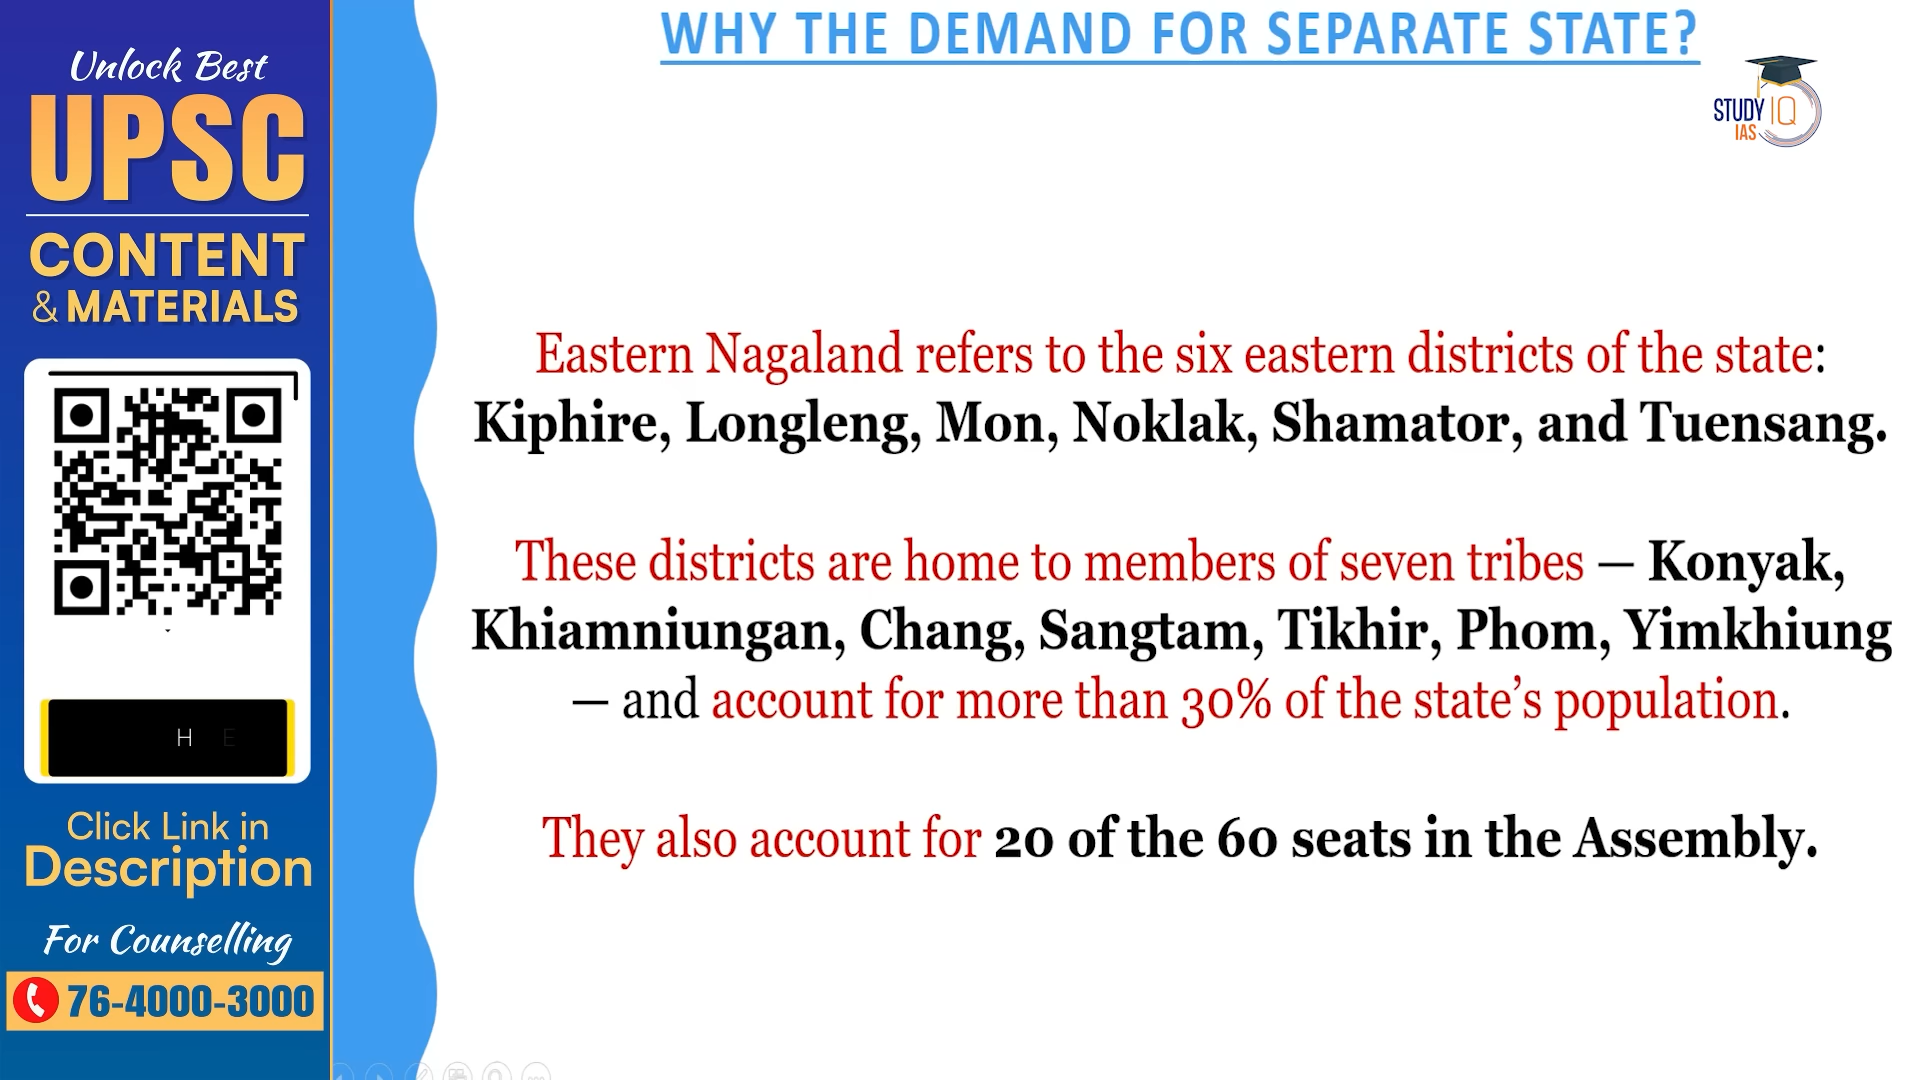 Unlock Best
UPSC
CONTENT
& MATERIALS
H E
Click Link in
Description
For Counselling
76-4000-3000
WHY THE DEMAND FOR SEPARATE STATE?
STUDY IQ
IAS
Eastern Nagaland refers to the six eastern districts of the state:
Kiphire, Longleng, Mon, Noklak, Shamator, and Tuensang.
These districts are home to members of seven tribes — Konyak,
Khiamniungan, Chang, Sangtam, Tikhir, Phom, Yimkhiung
— and account for more than 30% of the state’s population.
They also account for 20 of the 60 seats in the Assembly.